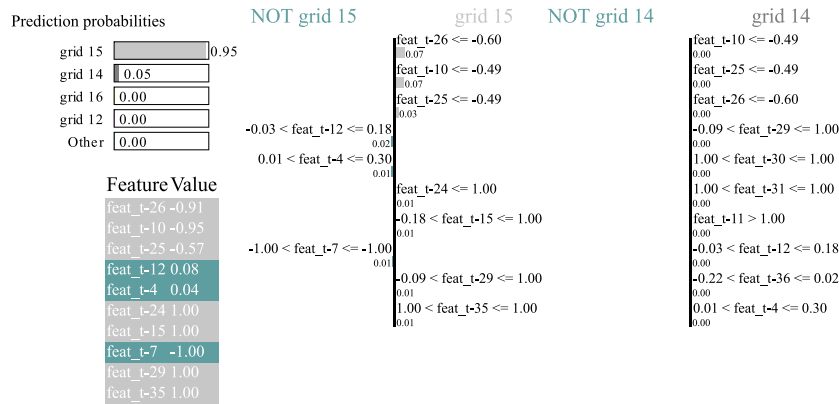 Prediction probabilities
grid 15 0.95
grid 14 0.05
grid 16 0.00
grid 12 0.00
Other 0.00
Feature Value
feat_t-26 -0.91
feat_t-10 -0.95
feat_t-25 -0.57
feat_t-12 0.08
feat_t-4 0.04
feat_t-24 1.00
feat_t-15 1.00
feat_t-7 -1.00
feat_t-29 1.00
feat_t-35 1.00
NOT grid 15 grid 15
feat_t-26 <= -0.60
0.07
feat_t-10 <= -0.49
0.07
feat_t-25 <= -0.49
0.03
-0.03 < feat_t-12 <= 0.18
0.02
0.01 < feat_t-4 <= 0.30
0.01
feat_t-24 <= 1.00
0.01
-0.18 < feat_t-15 <= 1.00
0.01
-1.00 < feat_t-7 <= -1.00
0.01
-0.09 < feat_t-29 <= 1.00
0.01
1.00 < feat_t-35 <= 1.00
0.01
NOT grid 14 grid 14
feat_t-10 <= -0.49
0.00
feat_t-25 <= -0.49
0.00
feat_t-26 <= -0.60
0.00
-0.09 < feat_t-29 <= 1.00
0.00
1.00 < feat_t-30 <= 1.00
0.00
1.00 < feat_t-31 <= 1.00
0.00
feat_t-11 > 1.00
0.00
-0.03 < feat_t-12 <= 0.18
0.00
-0.22 < feat_t-36 <= 0.02
0.00
0.01 < feat_t-4 <= 0.30
0.00